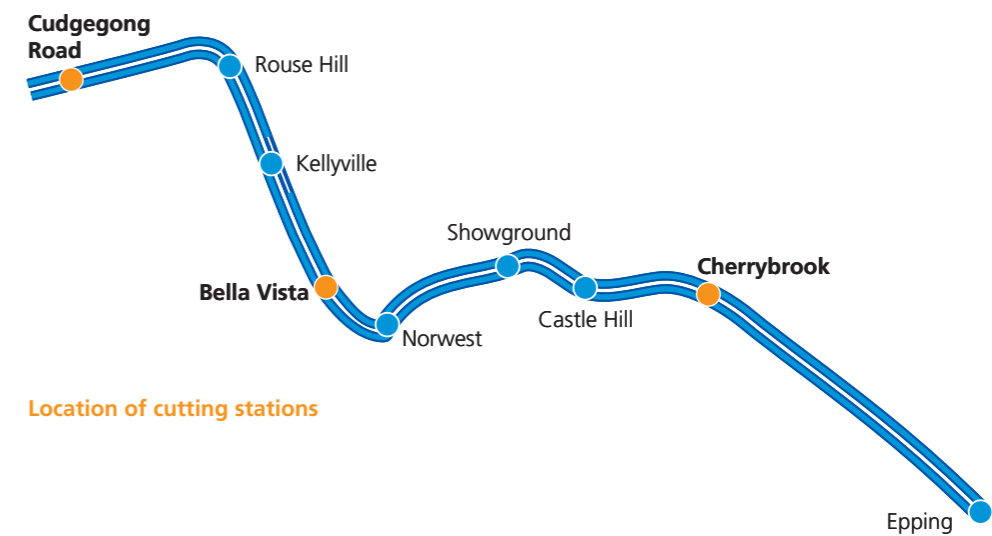 Cudgegong
Road
Rouse Hill
Kellyville
Showground
Cherrybrook
Bella Vista
Castle Hill
Norwest
Location of cutting stations
Epping